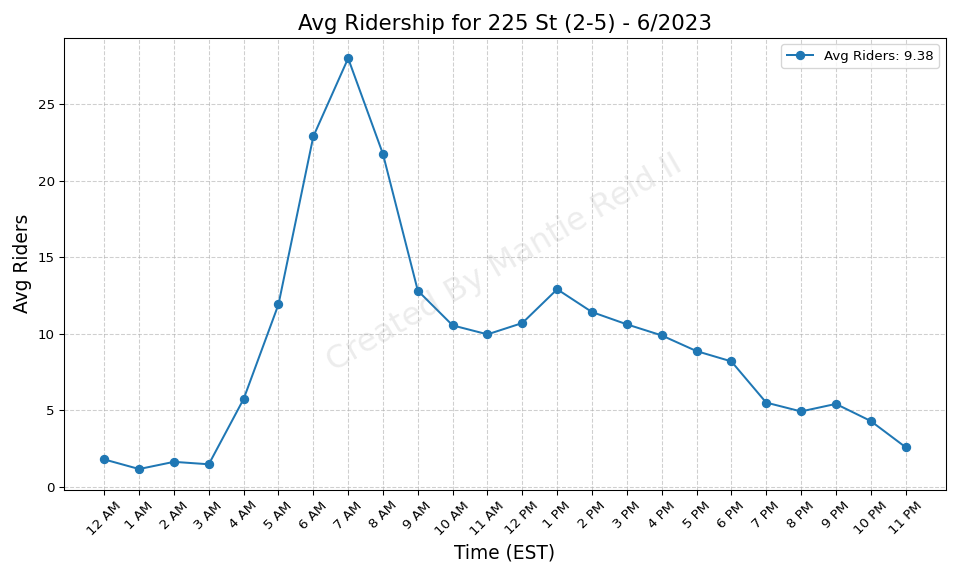 Avg Ridership for 225 St (2-5) - 6/2023
Avg Riders: 9.38
Avg Riders
25
20
15
10
5
0
Created By Mantie Reid II
12 AM
1 AM
2 AM
3 AM
4 AM
5 AM
6 AM
7 AM
8 AM
9 AM
10 AM
11 AM
12 PM
1 PM
2 PM
3 PM
4 PM
5 PM
6 PM
7 PM
8 PM
9 PM
10 PM
11 PM
Time (EST)